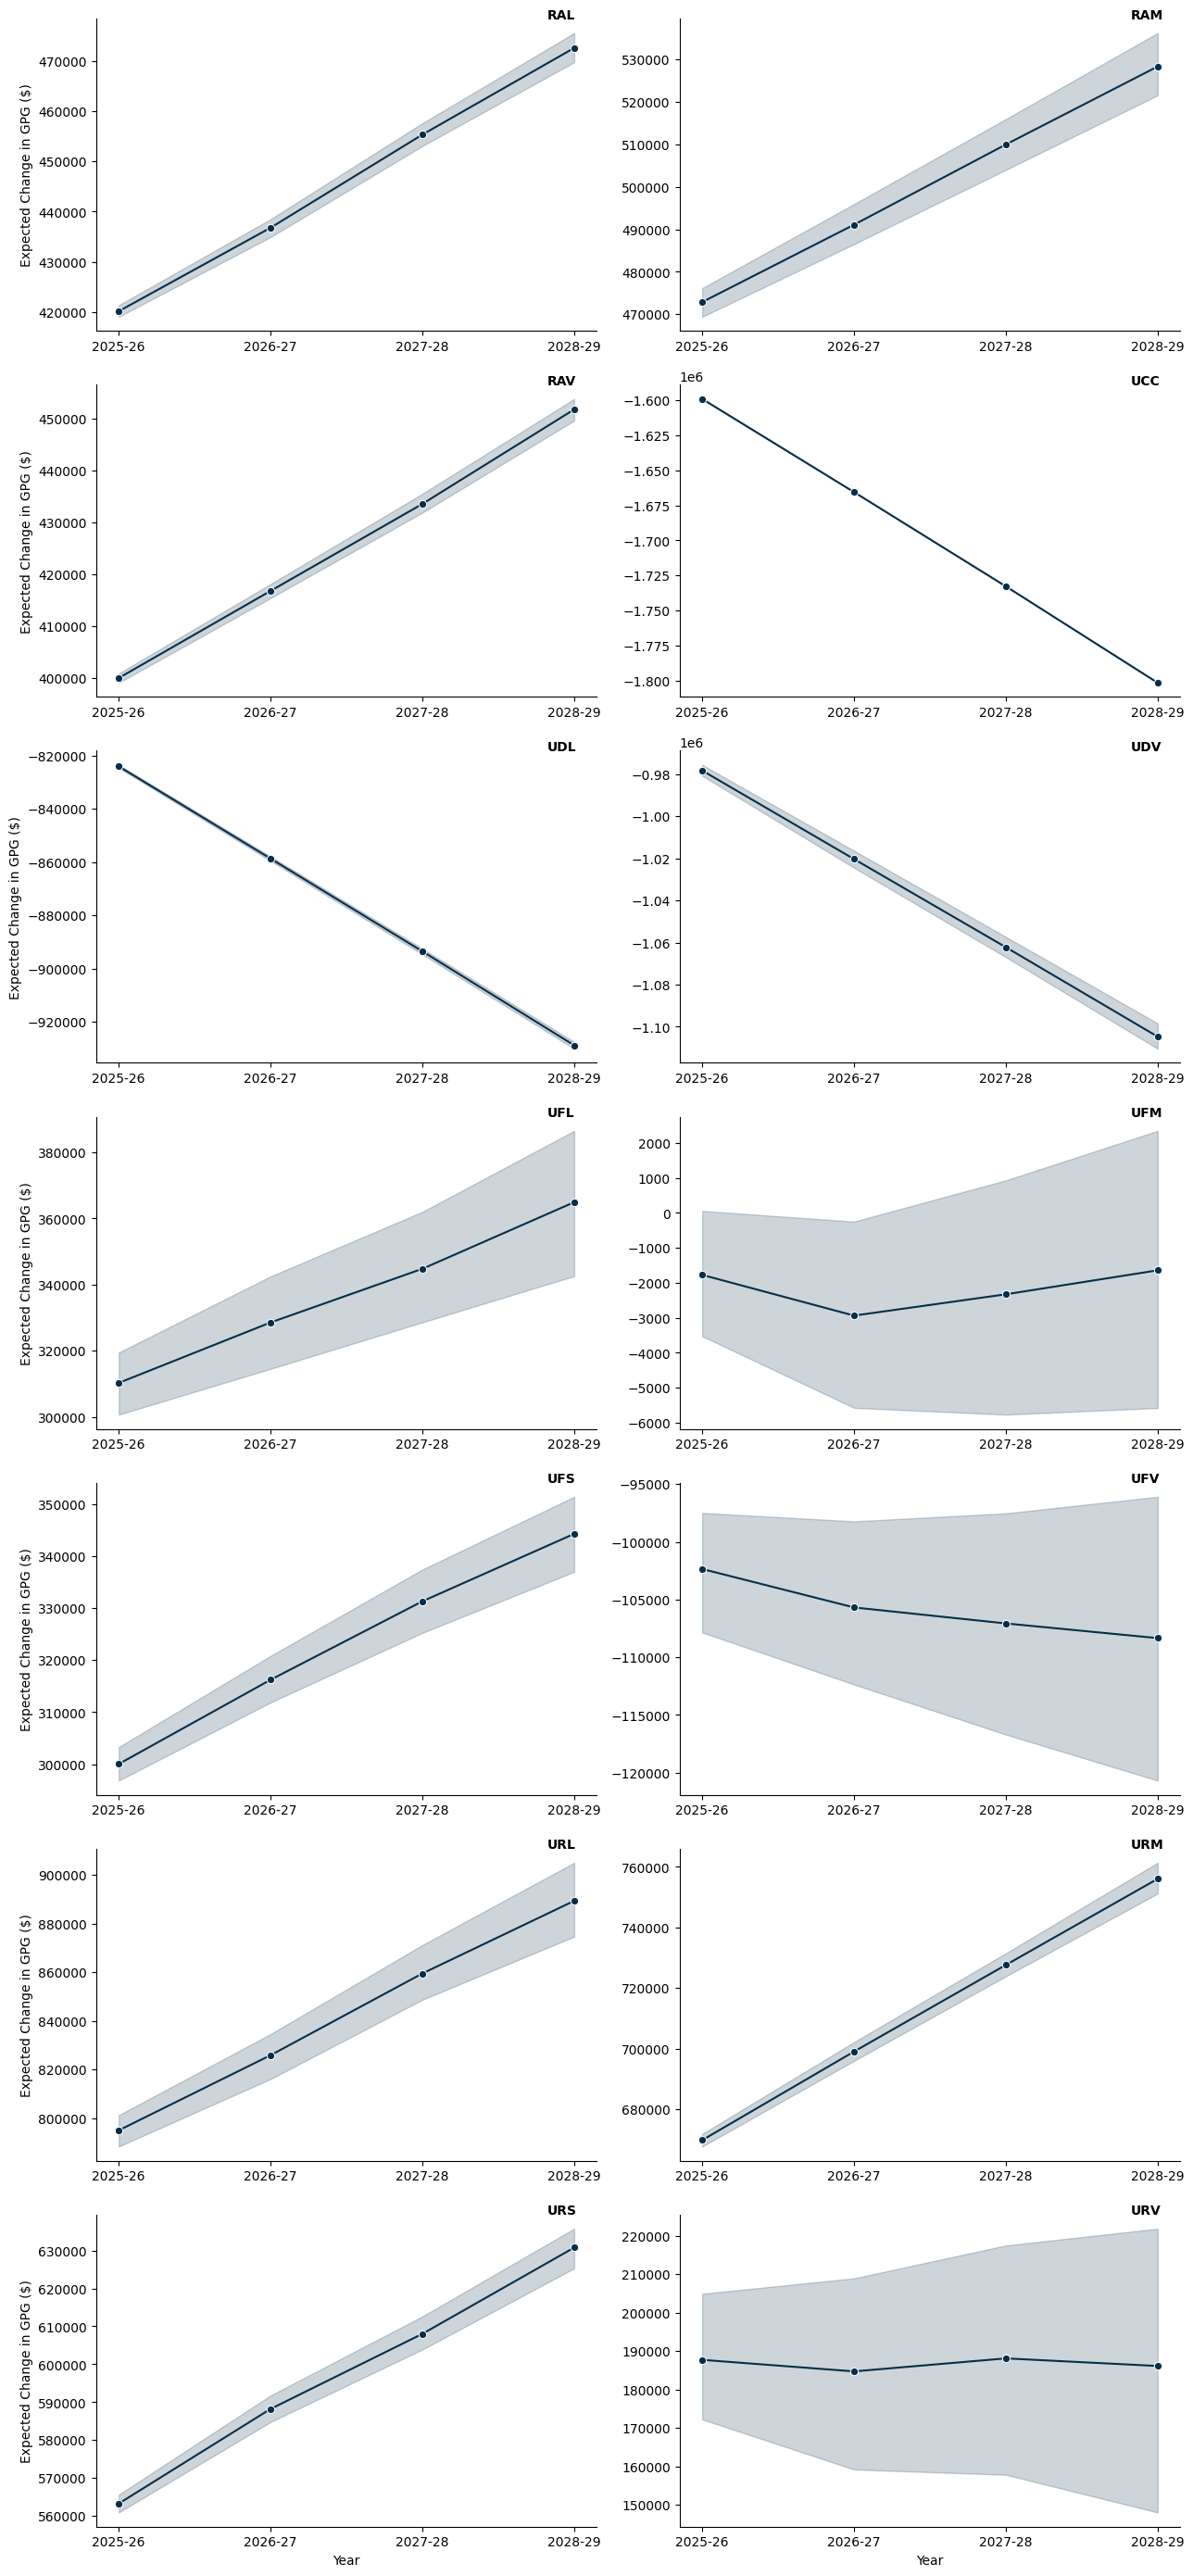 RAL
Expected Change in GPG ($)
470000
460000
450000
440000
430000
420000
2025-26 2026-27 2027-28 2028-29
RAM
530000
520000
510000
500000
490000
480000
470000
2025-26 2026-27 2027-28 2028-29
RAV
Expected Change in GPG ($)
450000
440000
430000
420000
410000
400000
2025-26 2026-27 2027-28 2028-29
1e6
UCC
−1.600
−1.625
−1.650
−1.675
−1.700
−1.725
−1.750
−1.775
−1.800
2025-26 2026-27 2027-28 2028-29
UDL
Expected Change in GPG ($)
−820000
−840000
−860000
−880000
−900000
−920000
2025-26 2026-27 2027-28 2028-29
1e6
UDV
−0.98
−1.00
−1.02
−1.04
−1.06
−1.08
−1.10
2025-26 2026-27 2027-28 2028-29
UFL
Expected Change in GPG ($)
380000
360000
340000
320000
300000
2025-26 2026-27 2027-28 2028-29
UFM
2000
1000
0
−1000
−2000
−3000
−4000
−5000
−6000
2025-26 2026-27 2027-28 2028-29
UFS
Expected Change in GPG ($)
350000
340000
330000
320000
310000
300000
2025-26 2026-27 2027-28 2028-29
UFV
−95000
−100000
−105000
−110000
−115000
−120000
2025-26 2026-27 2027-28 2028-29
URL
Expected Change in GPG ($)
900000
880000
860000
840000
820000
800000
2025-26 2026-27 2027-28 2028-29
URM
760000
740000
720000
700000
680000
2025-26 2026-27 2027-28 2028-29
URS
Expected Change in GPG ($)
630000
620000
610000
600000
590000
580000
570000
560000
2025-26 2026-27 2027-28 2028-29
Year
URV
220000
210000
200000
190000
180000
170000
160000
150000
2025-26 2026-27 2027-28 2028-29
Year